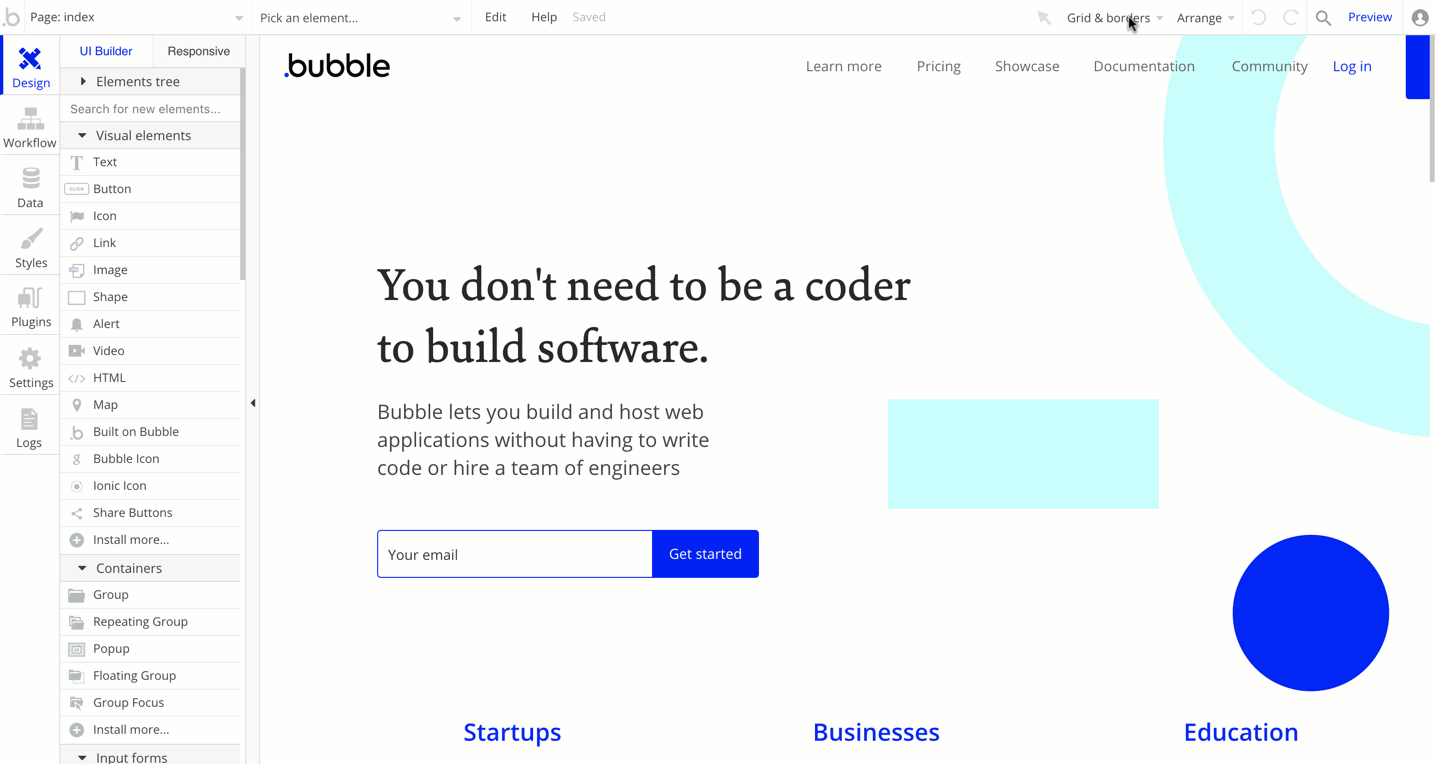 Page: index
Pick an element...
Edit
Help
Saved
Grid & borders
Arrange
Preview
Design
Workflow
Data
Styles
Plugins
Settings
Logs
UI Builder
Responsive
Elements tree
Search for new elements...
Visual elements
Text
CLICK
Button
Icon
Link
Image
Shape
Alert
Video
HTML
Map
Built on Bubble
Bubble Icon
Ionic Icon
Share Buttons
Install more...
Containers
Group
Repeating Group
Popup
Floating Group
Group Focus
Install more...
Input forms
.bubble
Learn more
Pricing
Showcase
Documentation
Community
Log in
You don't need to be a coder
to build software.
Bubble lets you build and host web
applications without having to write
code or hire a team of engineers
Your email
Get started
Startups
Businesses
Education